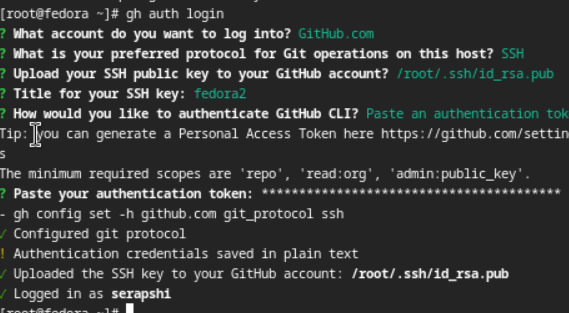 [root@fedora ~]# gh auth login
? What account do you want to log into? GitHub.com
? What is your preferred protocol for Git operations on this host? SSH
? Upload your SSH public key to your GitHub account? /root/.ssh/id_rsa.pub
? Title for your SSH key: fedora2
? How would you like to authenticate GitHub CLI? Paste an authentication tok
Tip: you can generate a Personal Access Token here https://github.com/settin
s
The minimum required scopes are 'repo', 'read:org', 'admin:public_key'.
? Paste your authentication token: ****************************************
- gh config set -h github.com git_protocol ssh
✓ Configured git protocol
! Authentication credentials saved in plain text
✓ Uploaded the SSH key to your GitHub account: /root/.ssh/id_rsa.pub
✓ Logged in as serapshi
[root@fedora ~]#